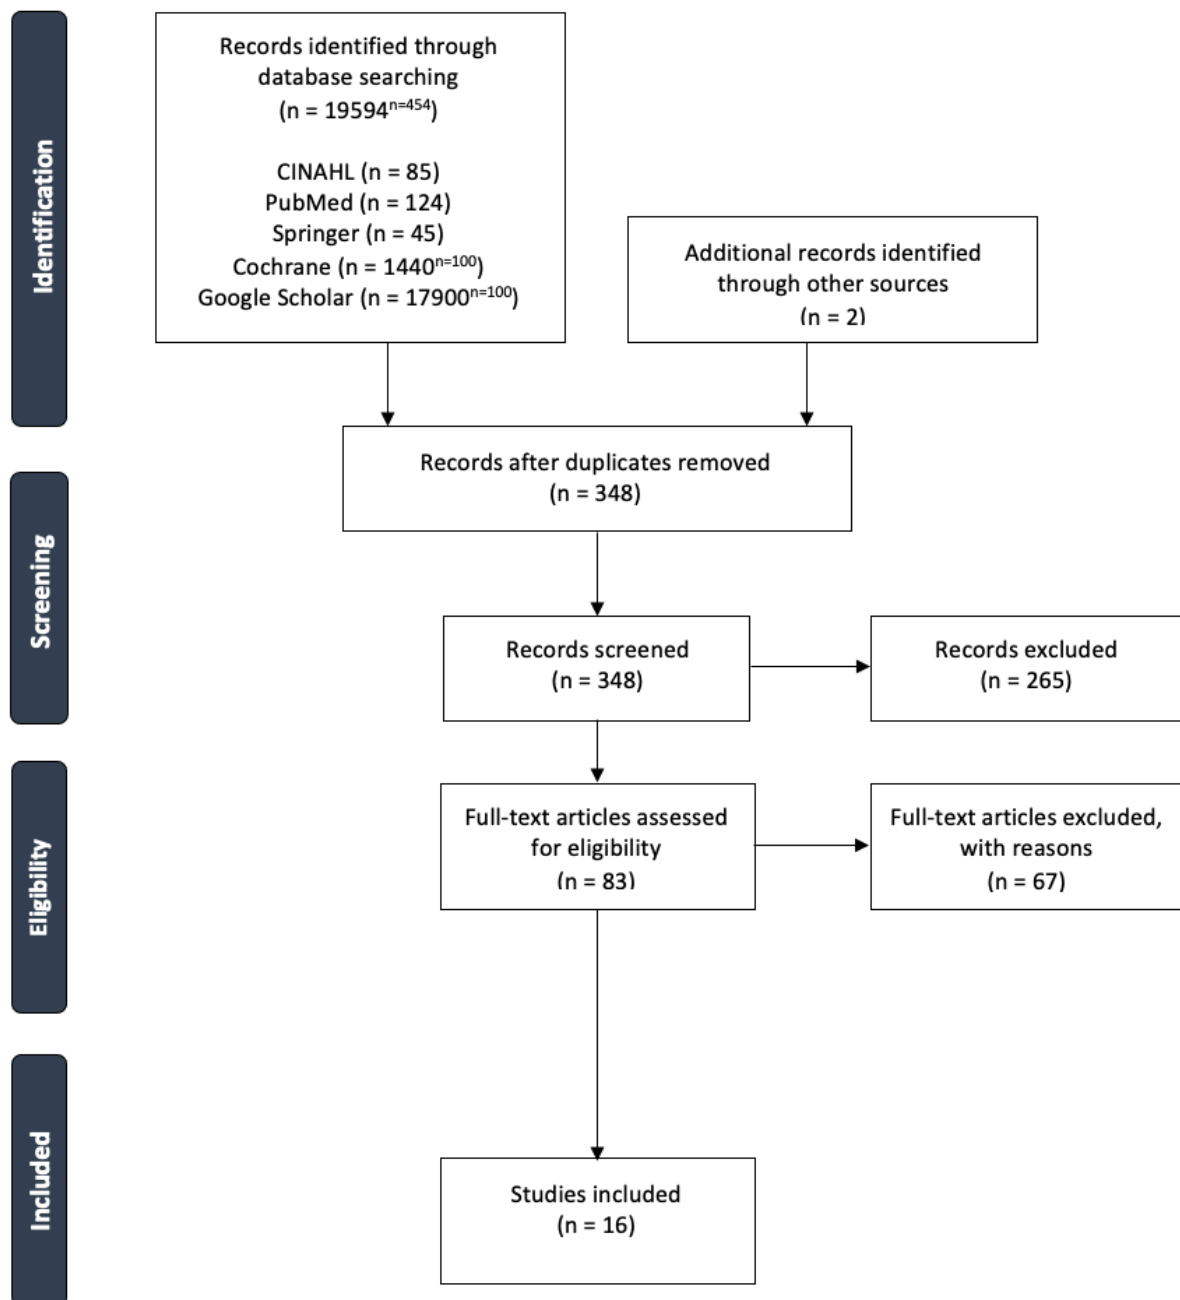 Identification
Records identified through
database searching
(n = 19594ⁿ⁼⁴⁵⁴)
CINAHL (n = 85)
PubMed (n = 124)
Springer (n = 45)
Cochrane (n = 1440ⁿ⁼¹⁰⁰)
Google Scholar (n = 17900ⁿ⁼¹⁰⁰)
Additional records identified
through other sources
(n = 2)
Records after duplicates removed
(n = 348)
Screening
Records screened
(n = 348)
Records excluded
(n = 265)
Eligibility
Full-text articles assessed
for eligibility
(n = 83)
Full-text articles excluded,
with reasons
(n = 67)
Included
Studies included
(n = 16)